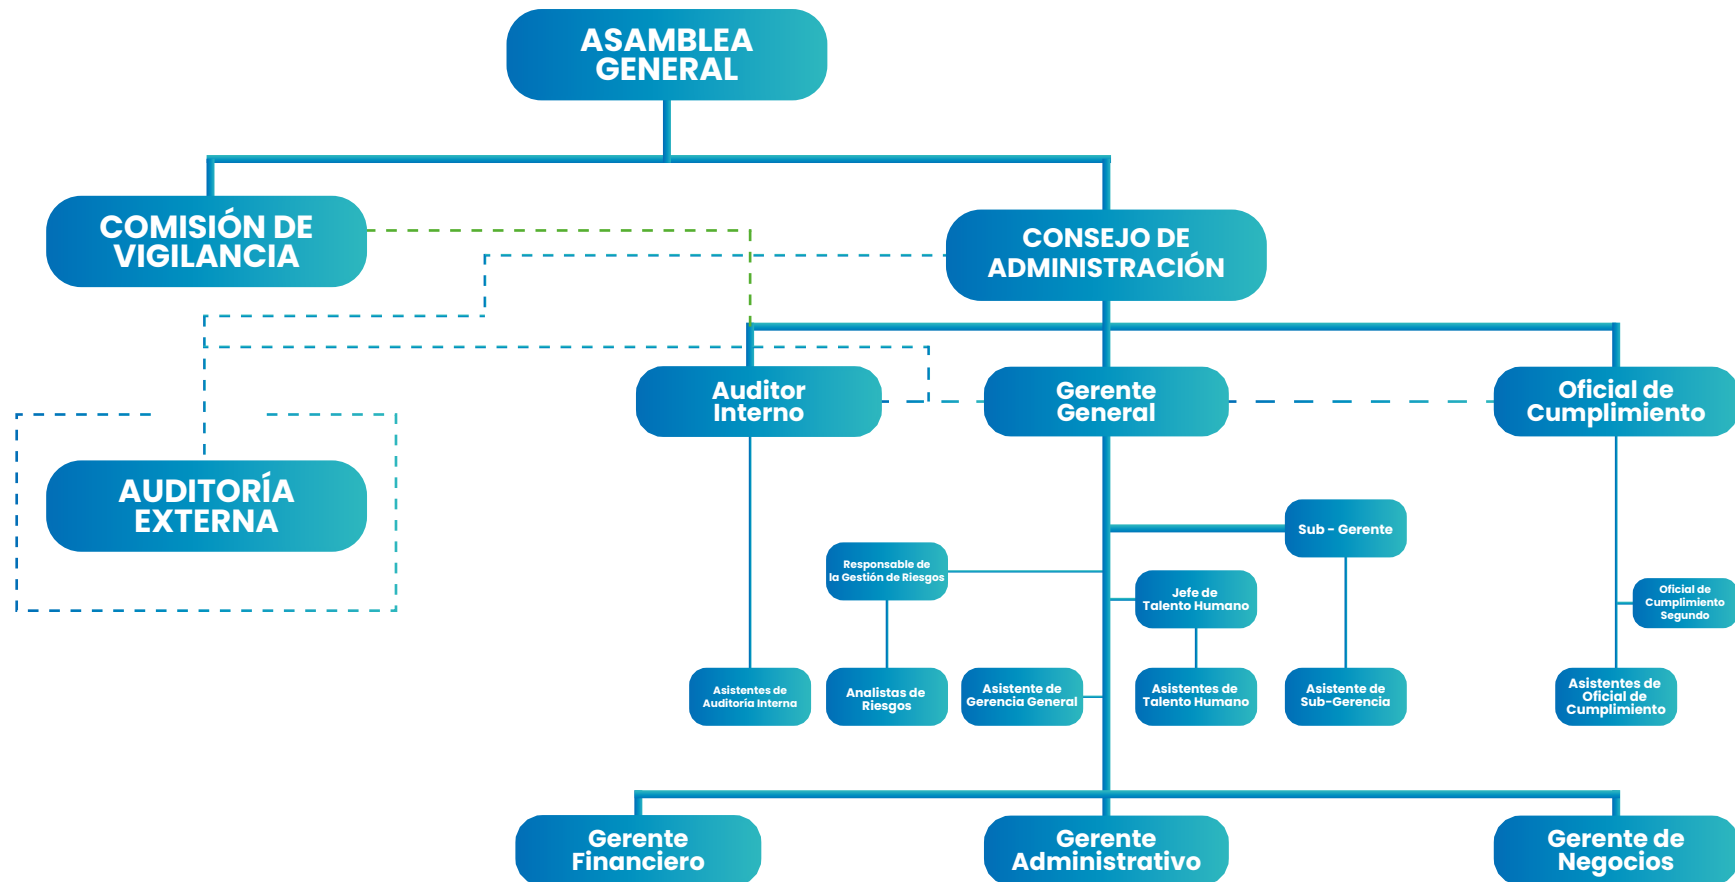 ASAMBLEA
GENERAL
COMISIÓN DE
VIGILANCIA
CONSEJO DE
ADMINISTRACIÓN
Auditor
Interno
Gerente
General
Oficial de
Cumplimiento
AUDITORÍA
EXTERNA
Sub - Gerente
Responsable de
la Gestión de Riesgos
Jefe de
Talento Humano
Oficial de
Cumplimiento
Segundo
Asistentes de
Auditoría Interna
Analistas de
Riesgos
Asistente de
Gerencia General
Asistentes de
Talento Humano
Asistente de
Sub-Gerencia
Asistentes de
Oficial de
Cumplimiento
Gerente
Financiero
Gerente
Administrativo
Gerente de
Negocios